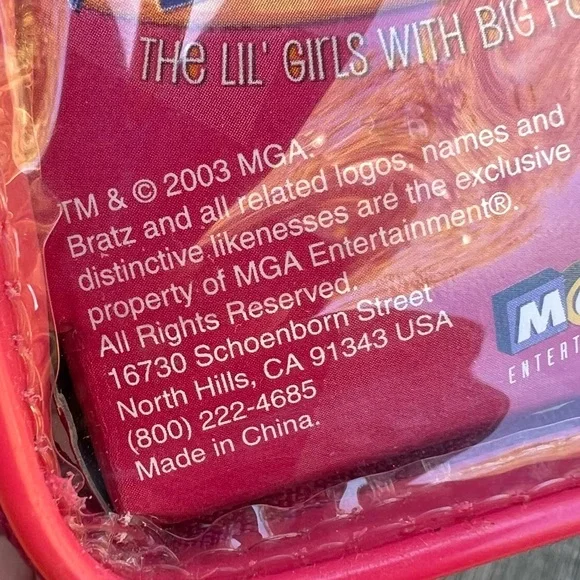 THE LIL' GIRLS WITH BIG
TM & © 2003 MGA.
Bratz and all related logos, names and
distinctive likenesses are the exclusive
property of MGA Entertainment®.
All Rights Reserved.
16730 Schoenborn Street
North Hills, CA 91343 USA
(800) 222-4685
Made in China.